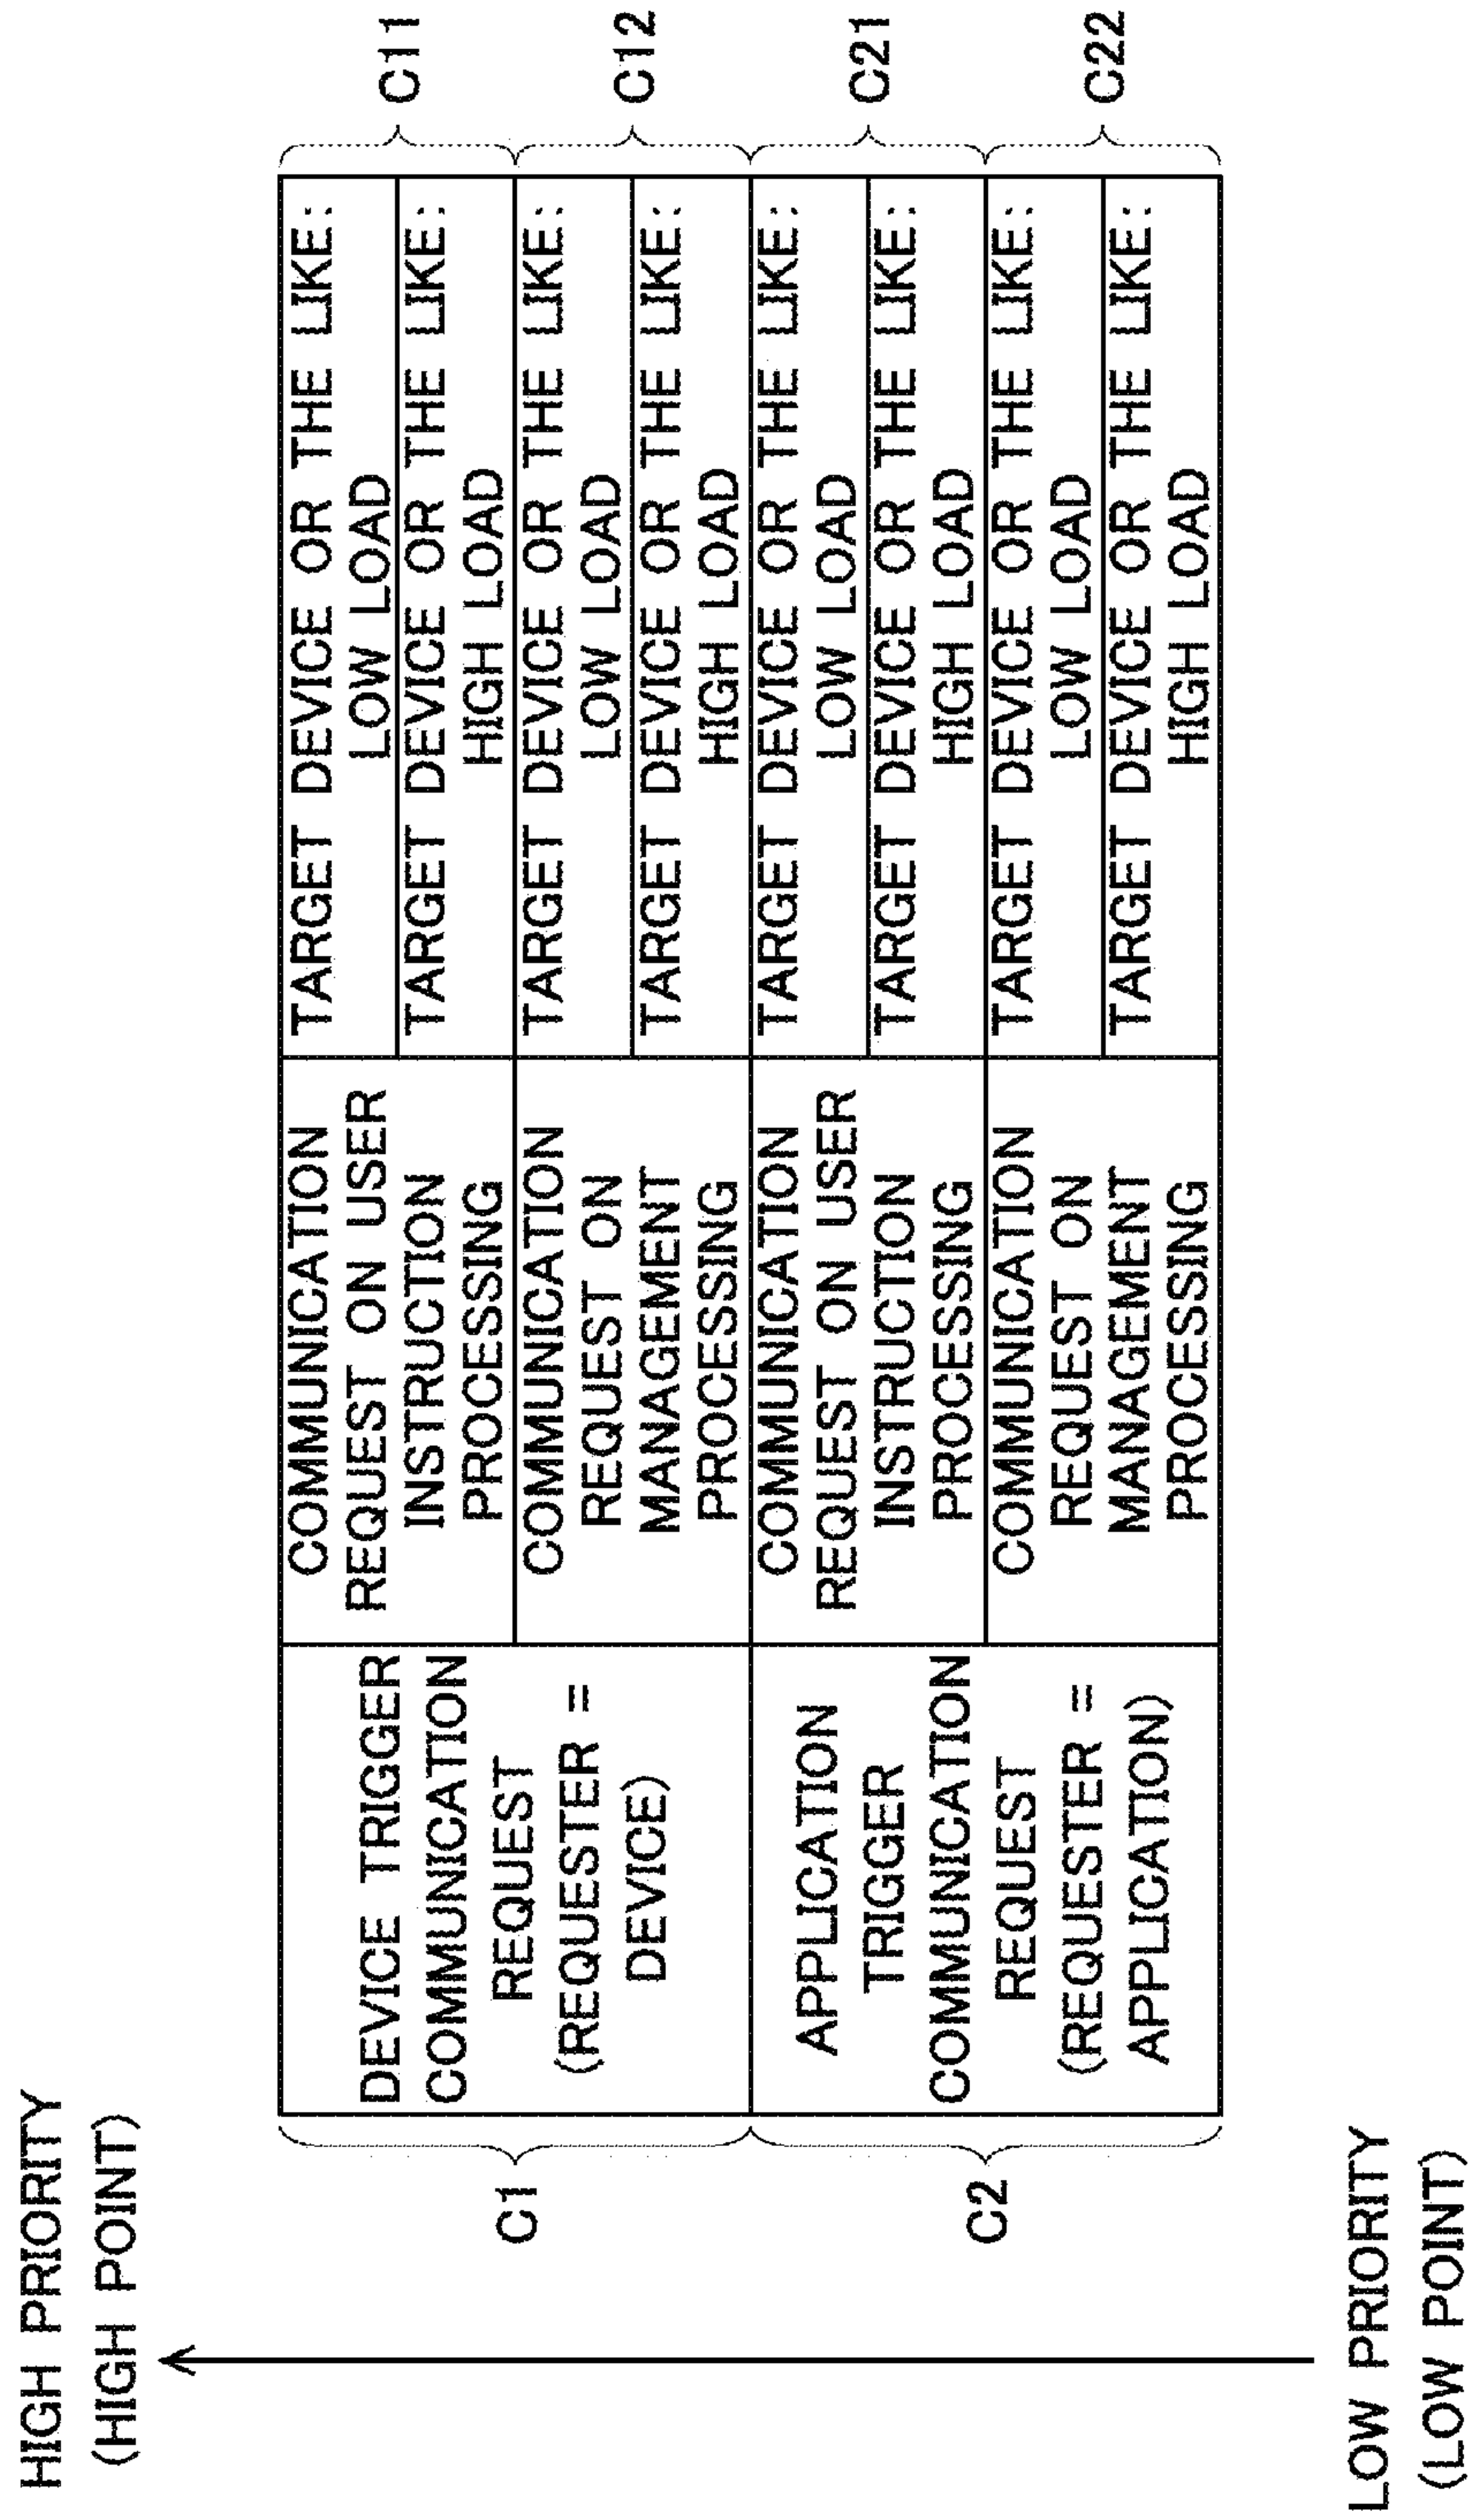 HIGH PRIORITY
(HIGH POINT)
C1
DEVICE TRIGGER
COMMUNICATION
REQUEST
(REQUESTER =
DEVICE)
COMMUNICATION
REQUEST ON USER
INSTRUCTION
PROCESSING
TARGET DEVICE OR THE LIKE:
LOW LOAD
TARGET DEVICE OR THE LIKE:
HIGH LOAD
C11
COMMUNICATION
REQUEST ON
MANAGEMENT
PROCESSING
TARGET DEVICE OR THE LIKE:
LOW LOAD
TARGET DEVICE OR THE LIKE:
HIGH LOAD
C12
C2
APPLICATION
TRIGGER
COMMUNICATION
REQUEST
(REQUESTER =
APPLICATION)
COMMUNICATION
REQUEST ON USER
INSTRUCTION
PROCESSING
TARGET DEVICE OR THE LIKE:
LOW LOAD
TARGET DEVICE OR THE LIKE:
HIGH LOAD
C21
COMMUNICATION
REQUEST ON
MANAGEMENT
PROCESSING
TARGET DEVICE OR THE LIKE:
LOW LOAD
TARGET DEVICE OR THE LIKE:
HIGH LOAD
C22
LOW PRIORITY
(LOW POINT)